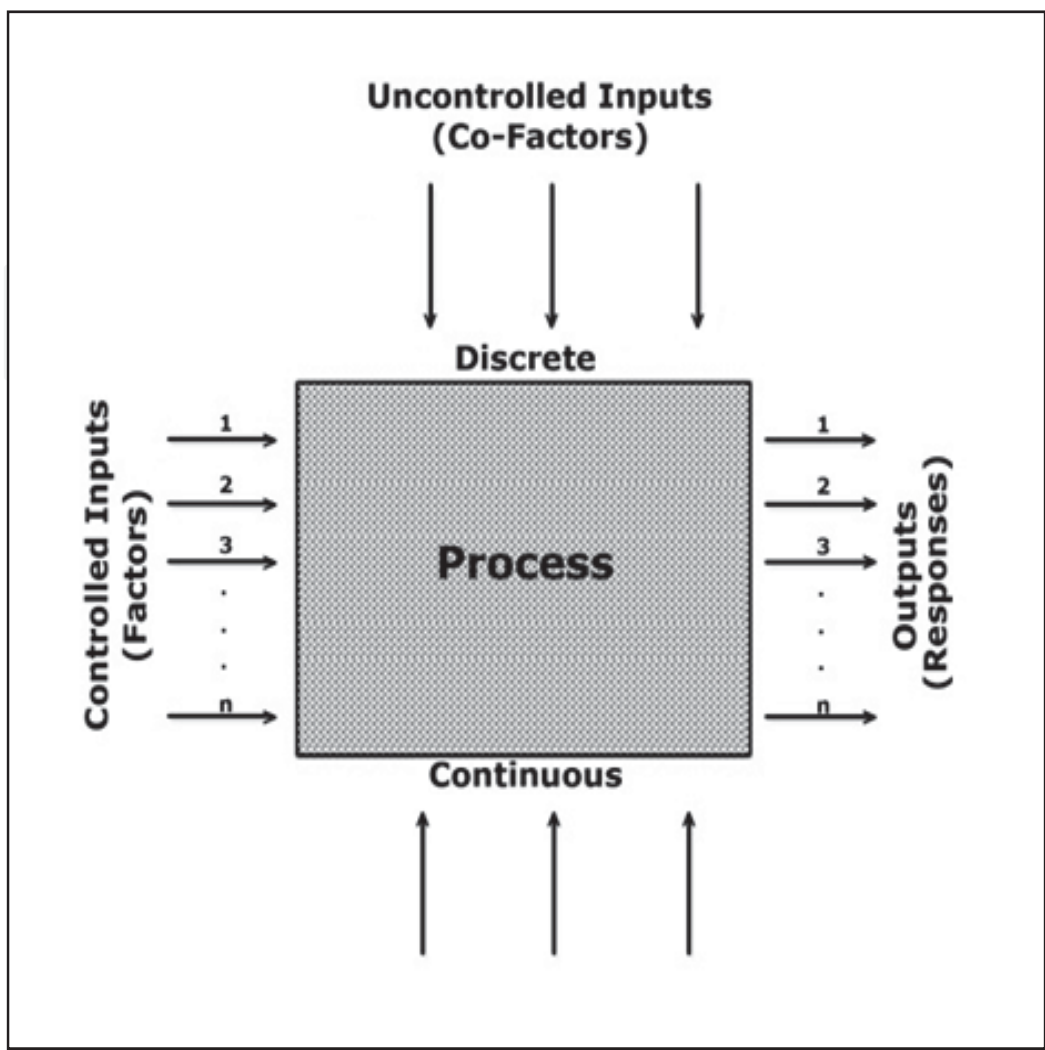 Uncontrolled Inputs
(Co-Factors)
Discrete
Controlled Inputs
(Factors)
1
2
3
.
.
.
n
Process
1
2
3
.
.
.
n
Outputs
(Responses)
Continuous